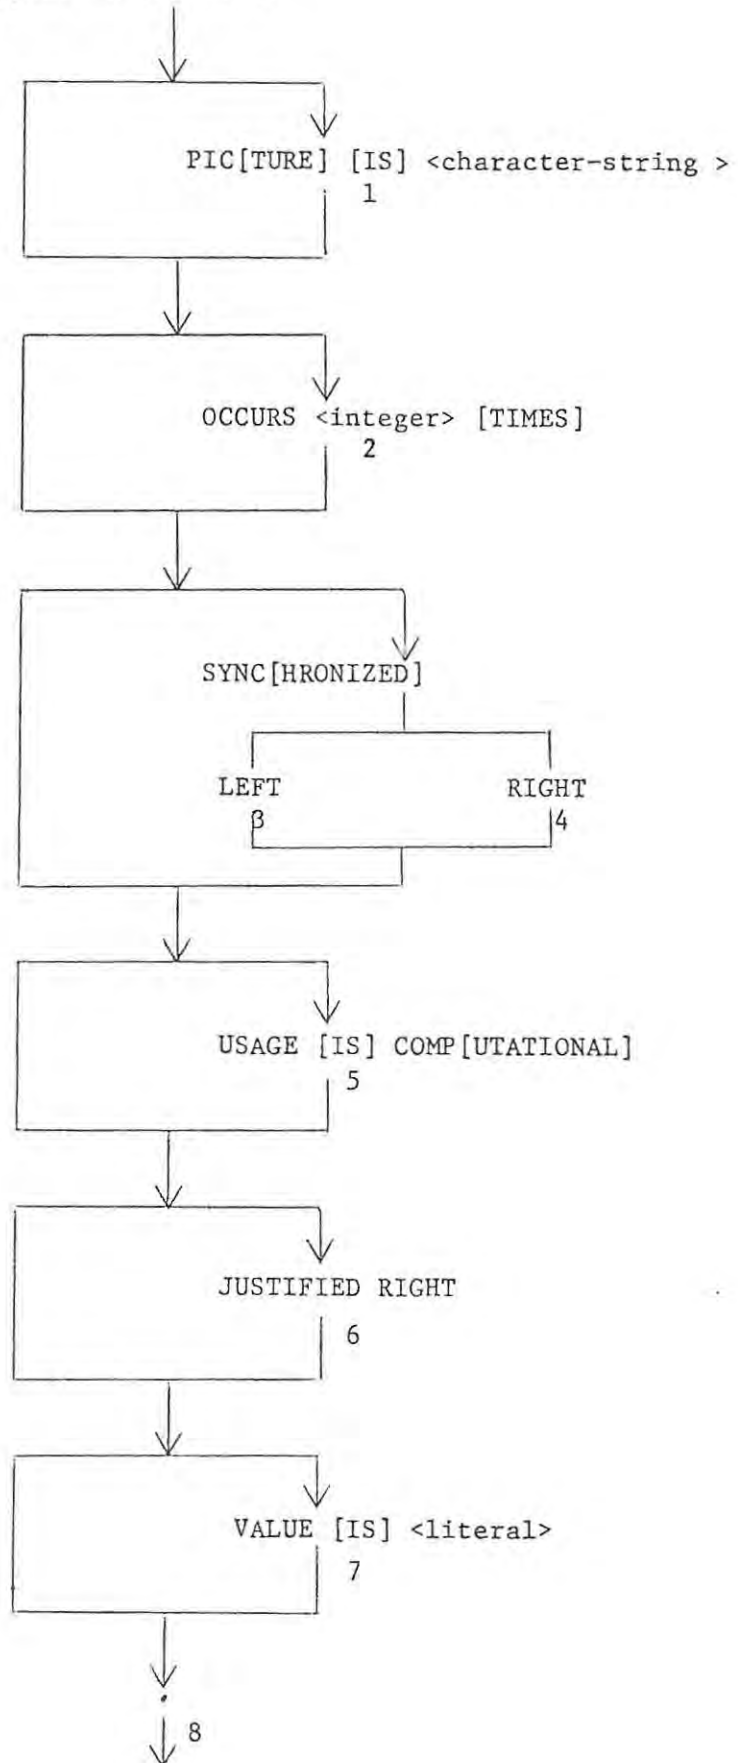 PIC[TURE] [IS] <character-string >
1
OCCURS <integer> [TIMES]
2
SYNC[HRONIZED]
LEFT RIGHT
3 4
USAGE [IS] COMP[UTATIONAL]
5
JUSTIFIED RIGHT
6
VALUE [IS] <literal>
7
.
8